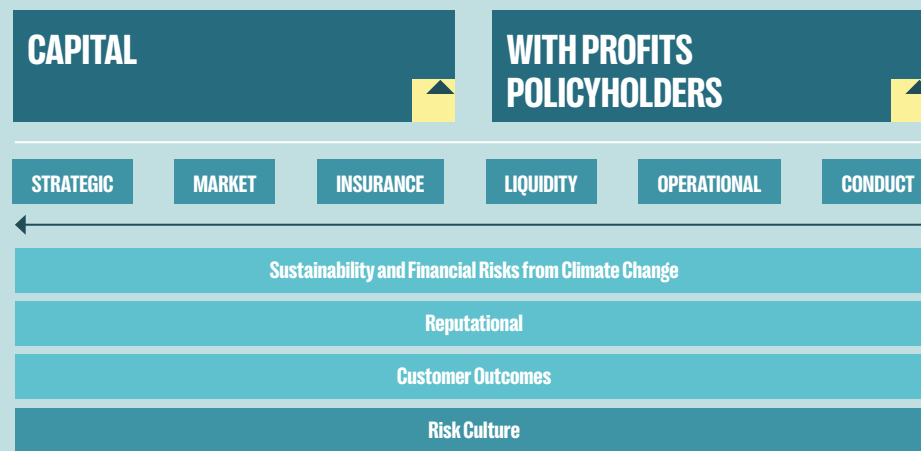 CAPITAL
WITH PROFITS
POLICYHOLDERS
STRATEGIC
MARKET
INSURANCE
LIQUIDITY
OPERATIONAL
CONDUCT
Sustainability and Financial Risks from Climate Change
Reputational
Customer Outcomes
Risk Culture